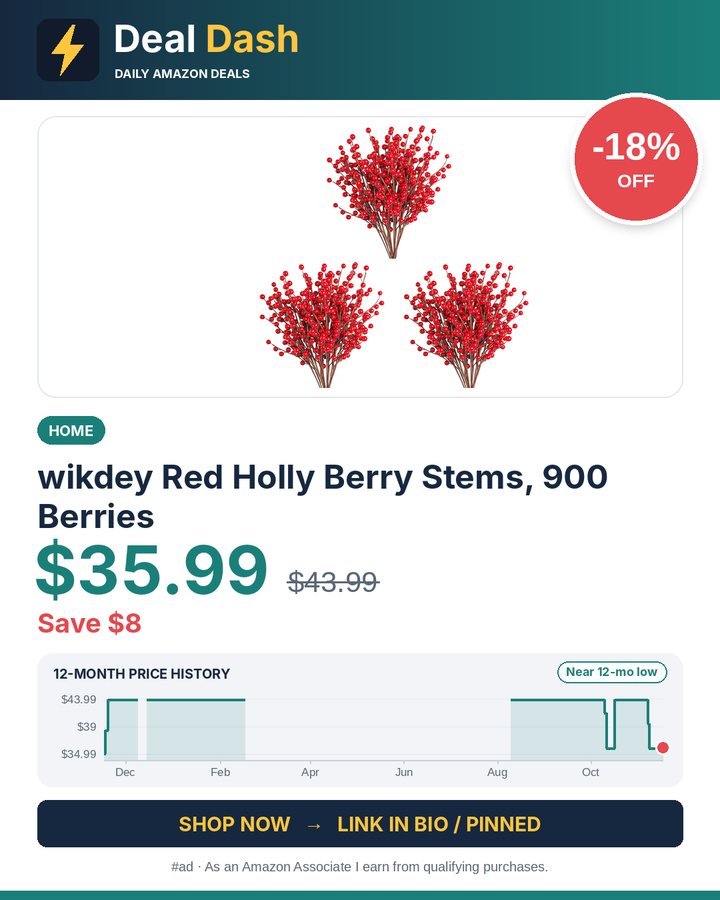 Deal Dash
DAILY AMAZON DEALS
-18%
OFF
HOME
wikdey Red Holly Berry Stems, 900
Berries
$35.99 $43.99
Save $8
12-MONTH PRICE HISTORY
Near 12-mo low
$43.99
$39
$34.99
Dec Feb Apr Jun Aug Oct
SHOP NOW → LINK IN BIO / PINNED
#ad · As an Amazon Associate I earn from qualifying purchases.